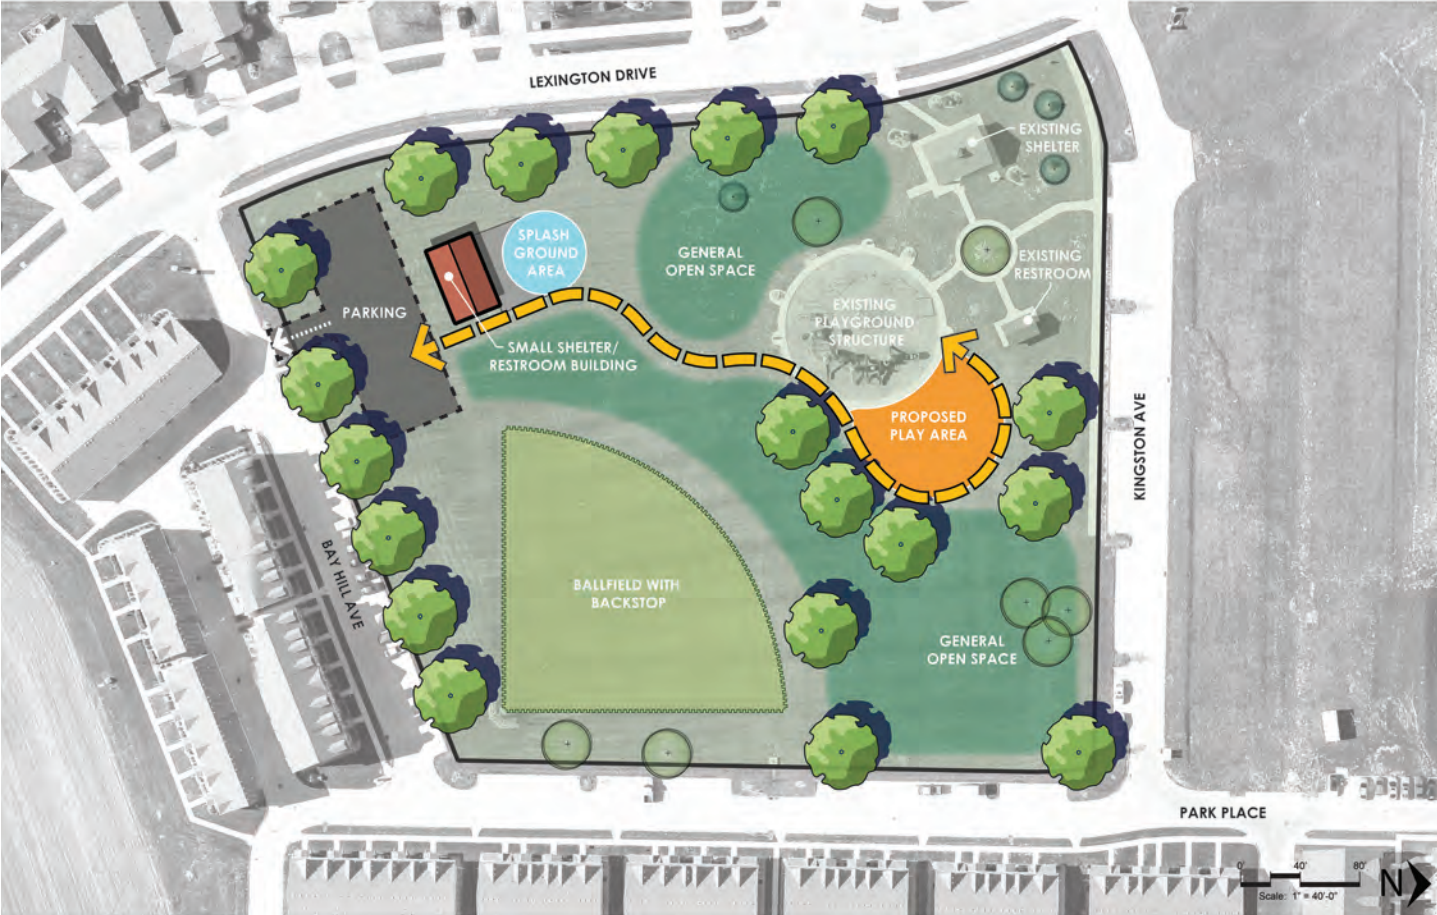 LEXINGTON DRIVE
EXISTING
SHELTER
SPLASH
GROUND
AREA
GENERAL
OPEN SPACE
EXISTING
RESTROOM
PARKING
EXISTING
PLAYGROUND
STRUCTURE
SMALL SHELTER/
RESTROOM BUILDING
PROPOSED
PLAY AREA
KINGSTON AVE
BAY HILL AVE
BALLFIELD WITH
BACKSTOP
GENERAL
OPEN SPACE
PARK PLACE
0' 40' 80'
Scale: 1" = 40'-0"
N